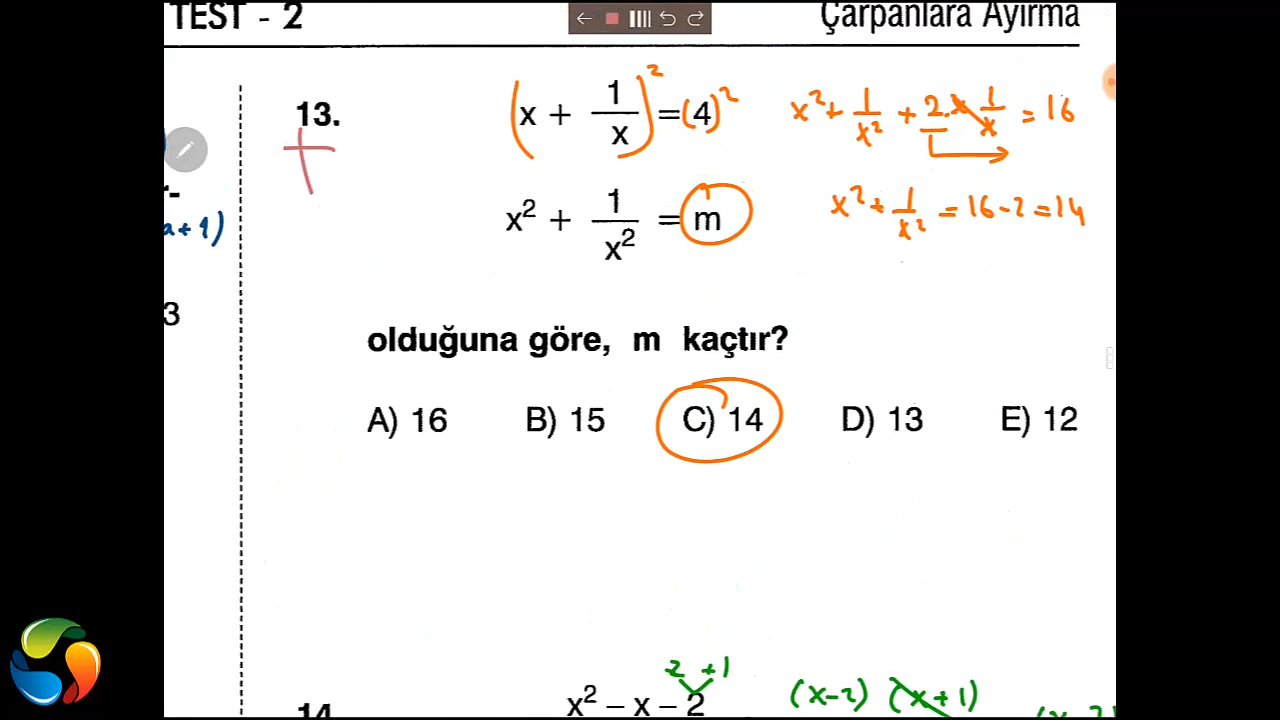 TEST - 2
Çarpanlara Ayırma
13.
(x + 1/x)² = (4)²
x² + 1/x² + 2.x 1/x = 16
x² + 1/x² = m
x² + 1/x² = 16-2 = 14
r-
a+1)
3
olduğuna göre, m kaçtır?
A) 16 B) 15 C) 14 D) 13 E) 12
2 +1
14
x² – x – 2
(x-2) (x+1)